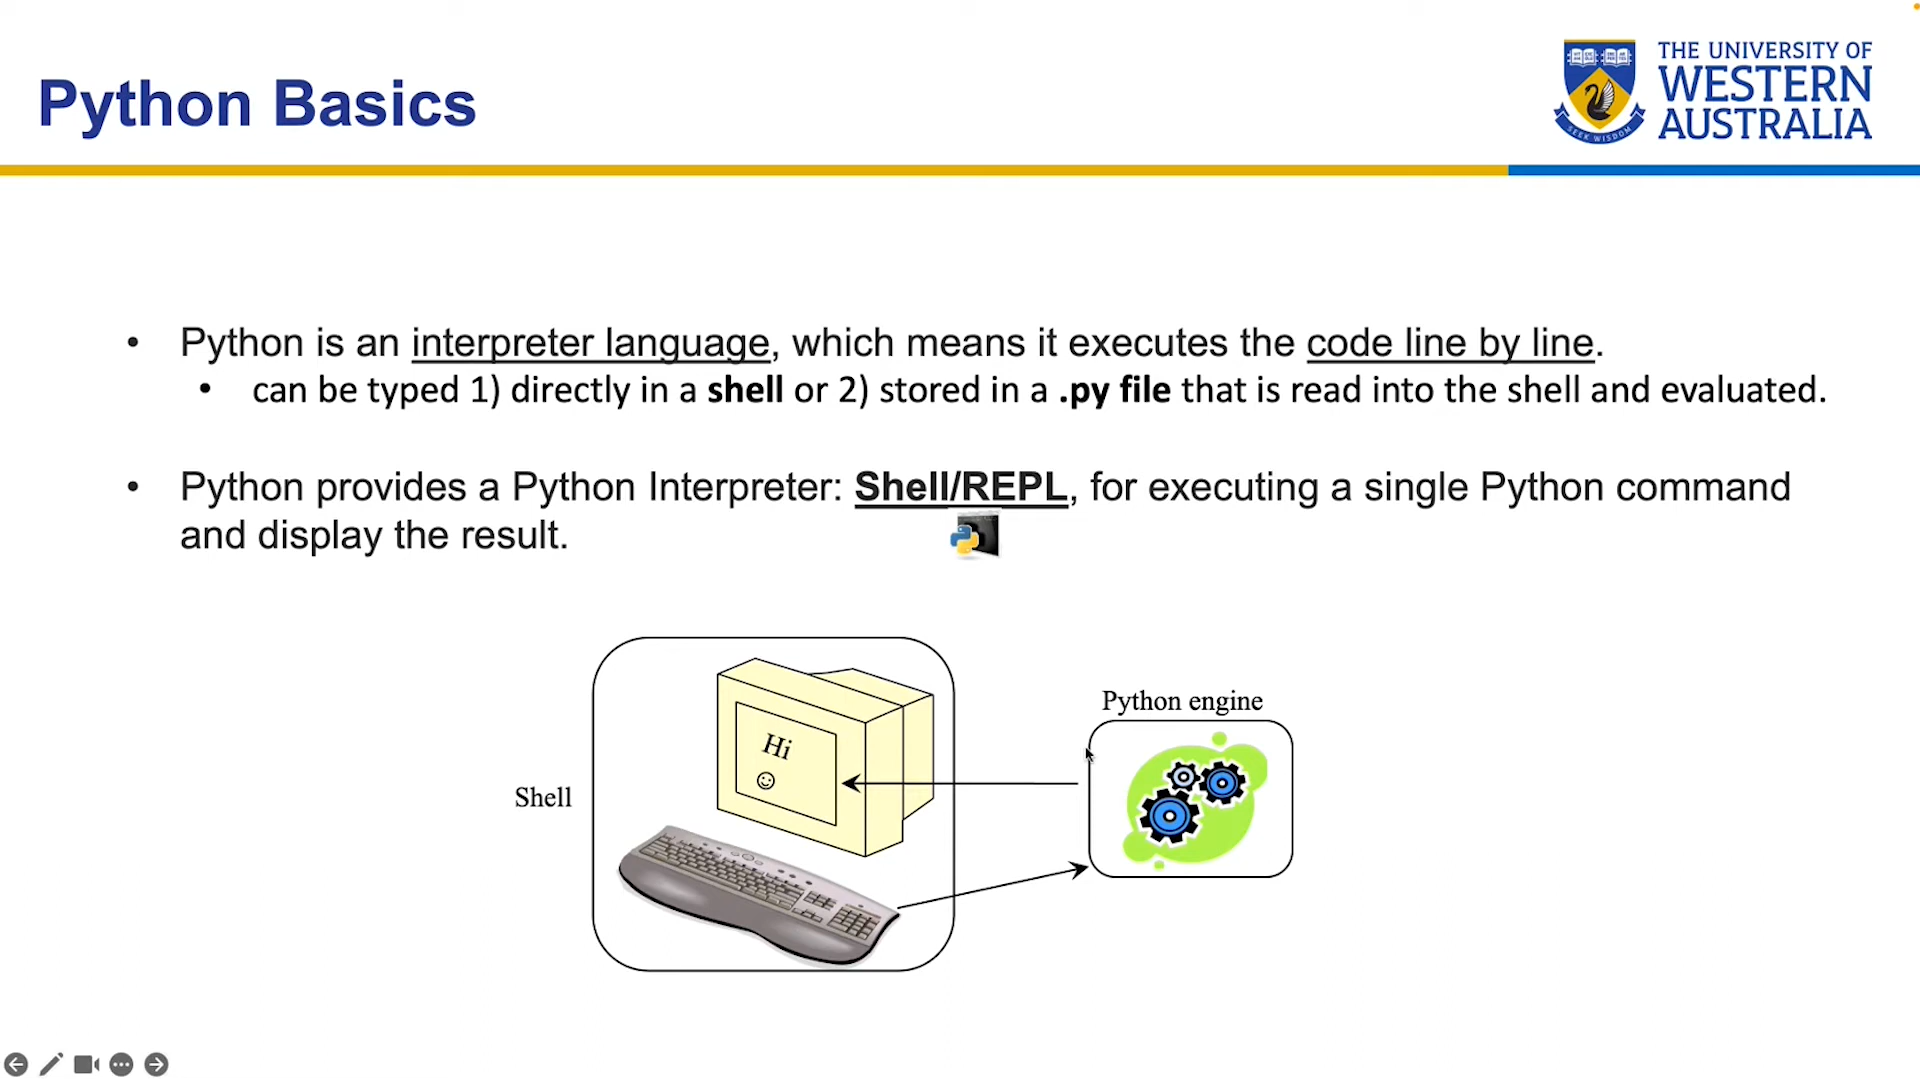 Python Basics
THE UNIVERSITY OF
WESTERN
AUSTRALIA
SEEK WISDOM
• Python is an interpreter language, which means it executes the code line by line.
• can be typed 1) directly in a shell or 2) stored in a .py file that is read into the shell and evaluated.
• Python provides a Python Interpreter: Shell/REPL, for executing a single Python command
and display the result.
Python engine
Hi
Shell